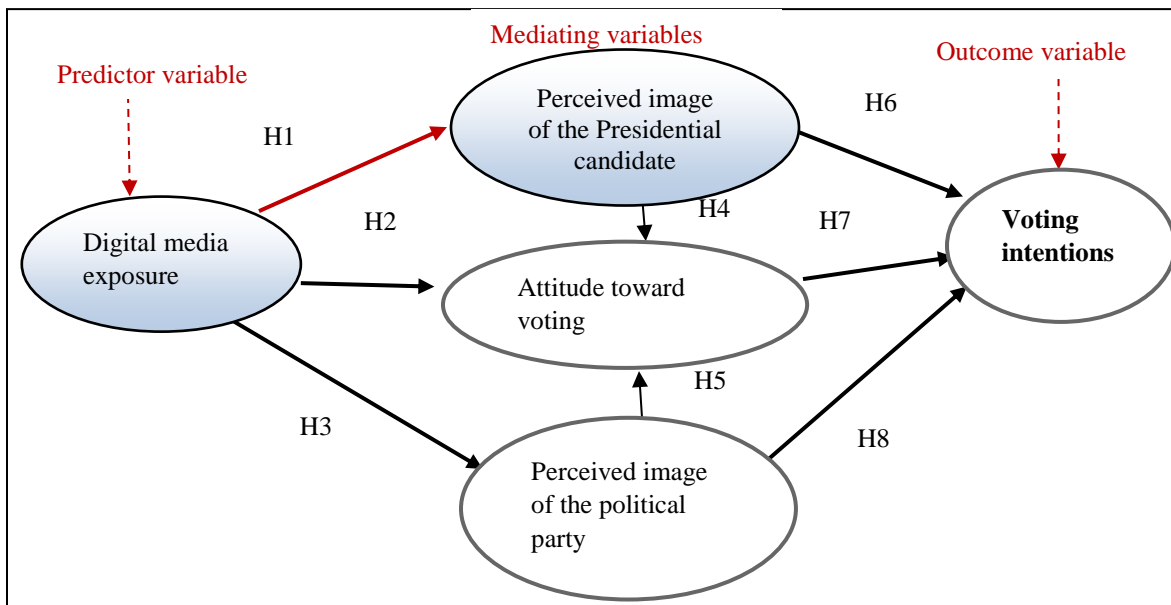 Mediating variables
Predictor variable
Outcome variable
Perceived image
of the Presidential
candidate
H6
H1
H2
H4
H7
Digital media
exposure
Voting
intentions
Attitude toward
voting
H5
H3
H8
Perceived image
of the political
party